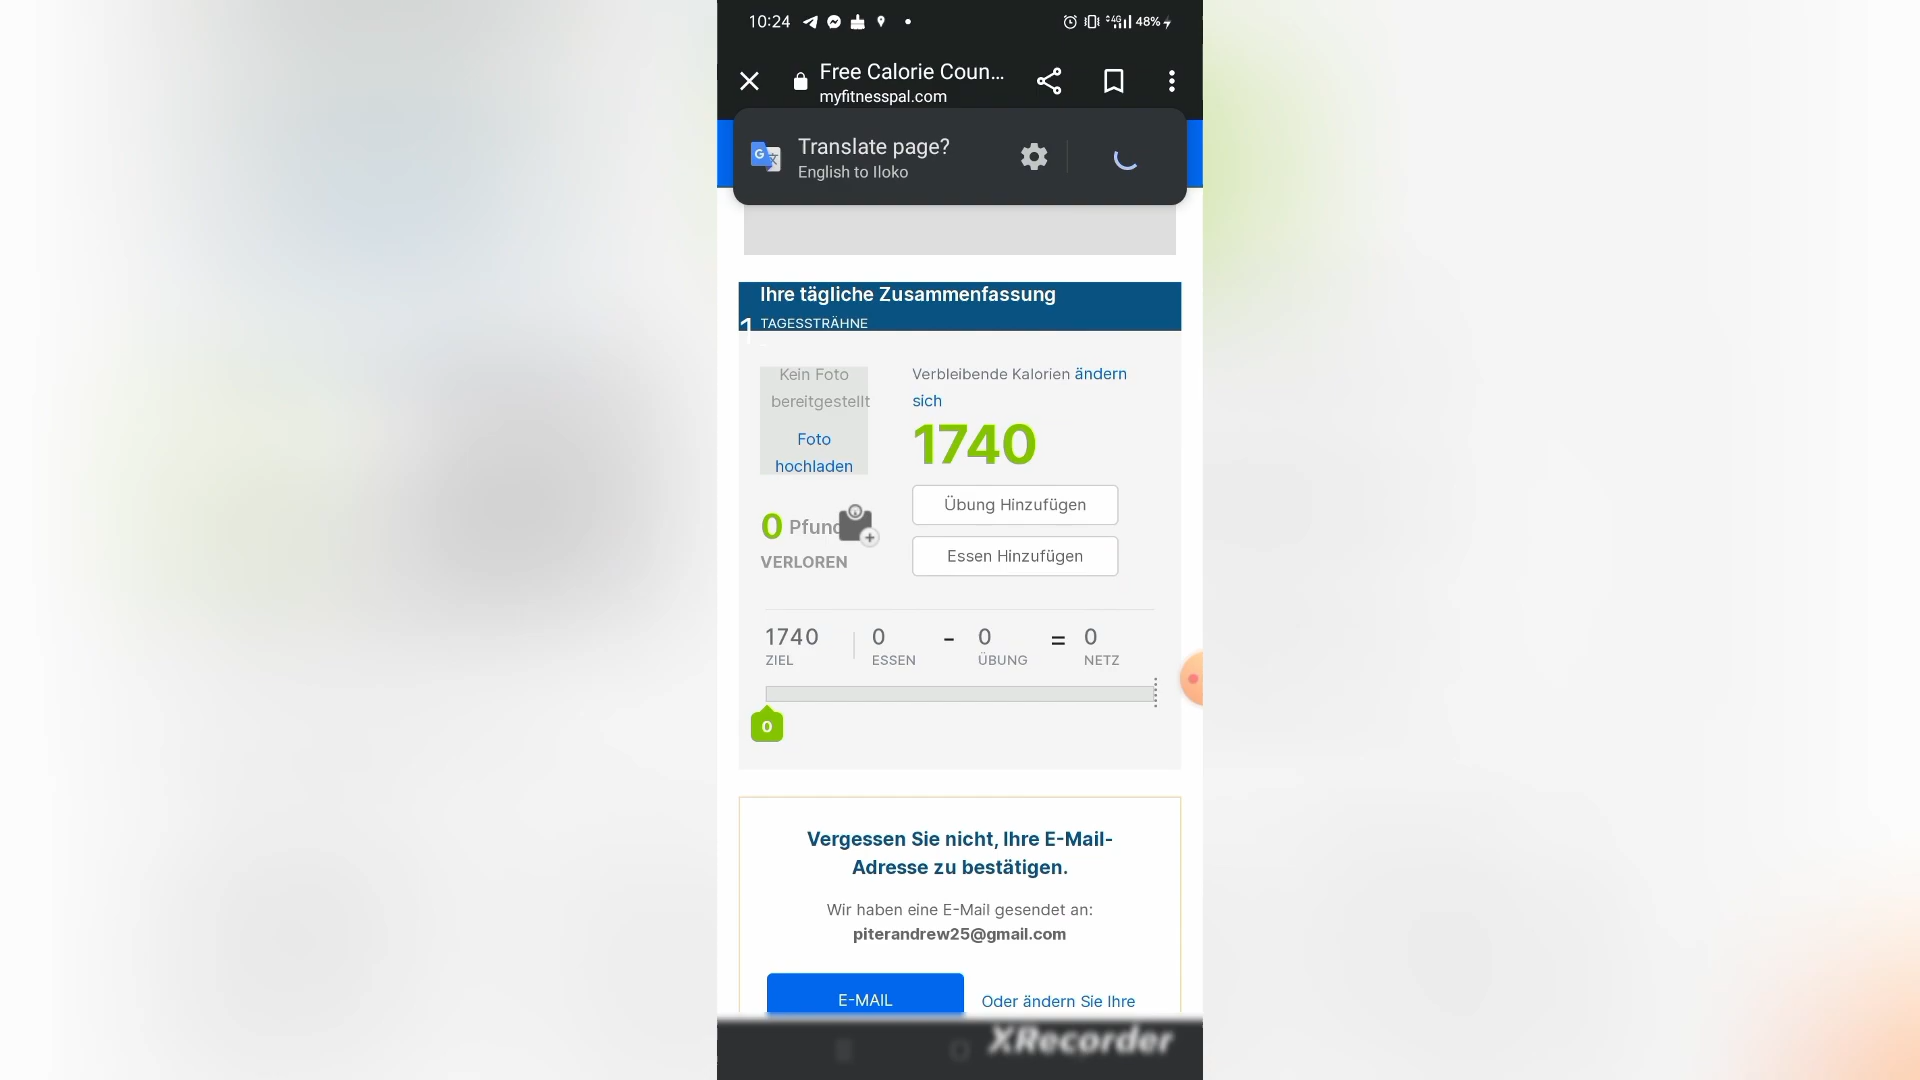 10:24
48%
Free Calorie Coun...
myfitnesspal.com
Translate page?
English to Iloko
Ihre tägliche Zusammenfassung
1 TAGESSTRÄHNE
Kein Foto
bereitgestellt
Foto
hochladen
Verbleibende Kalorien ändern
sich
1740
Übung Hinzufügen
0 Pfund
Essen Hinzufügen
VERLOREN
1740 0 - 0 = 0
ZIEL ESSEN ÜBUNG NETZ
0
Vergessen Sie nicht, Ihre E-Mail-
Adresse zu bestätigen.
Wir haben eine E-Mail gesendet an:
piterandrew25@gmail.com
E-MAIL
Oder ändern Sie Ihre
XRecorder